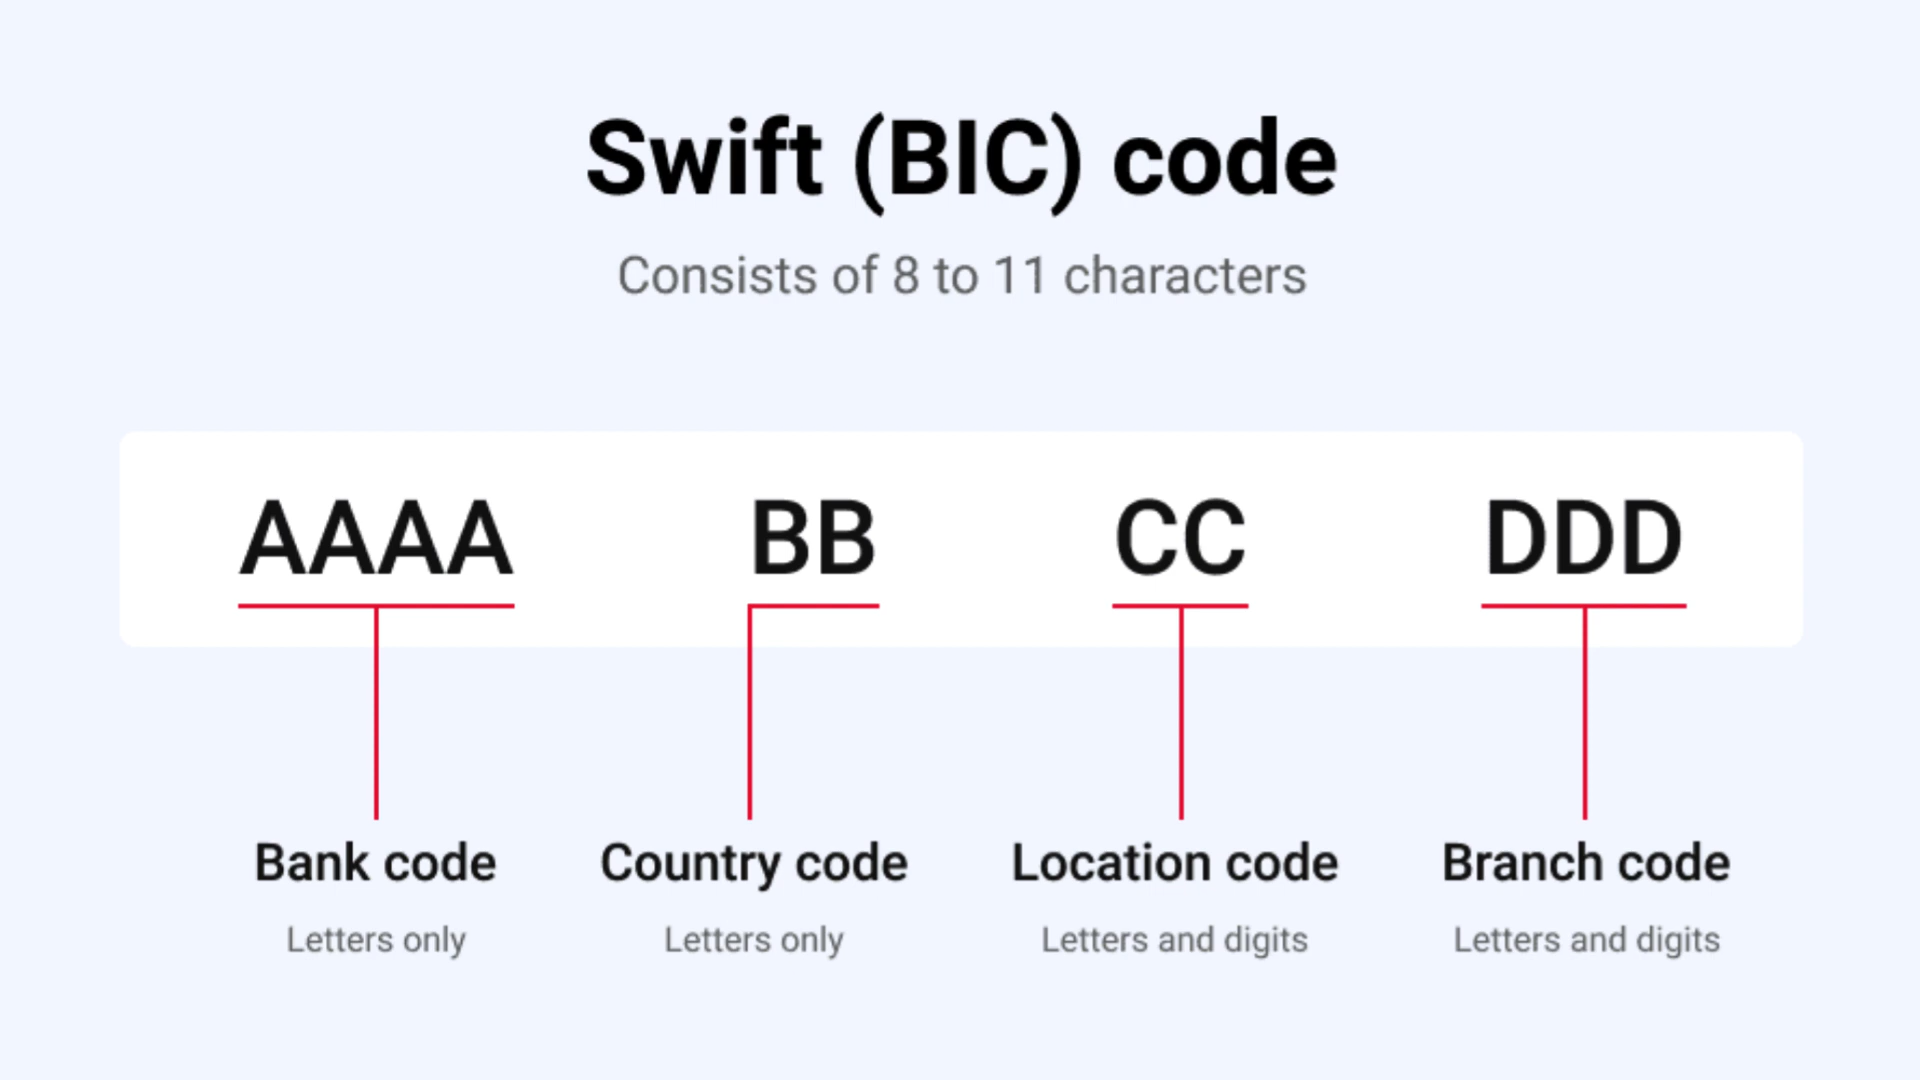 Swift (BIC) code
Consists of 8 to 11 characters
AAAA BB CC DDD
Bank code Country code Location code Branch code
Letters only Letters only Letters and digits Letters and digits